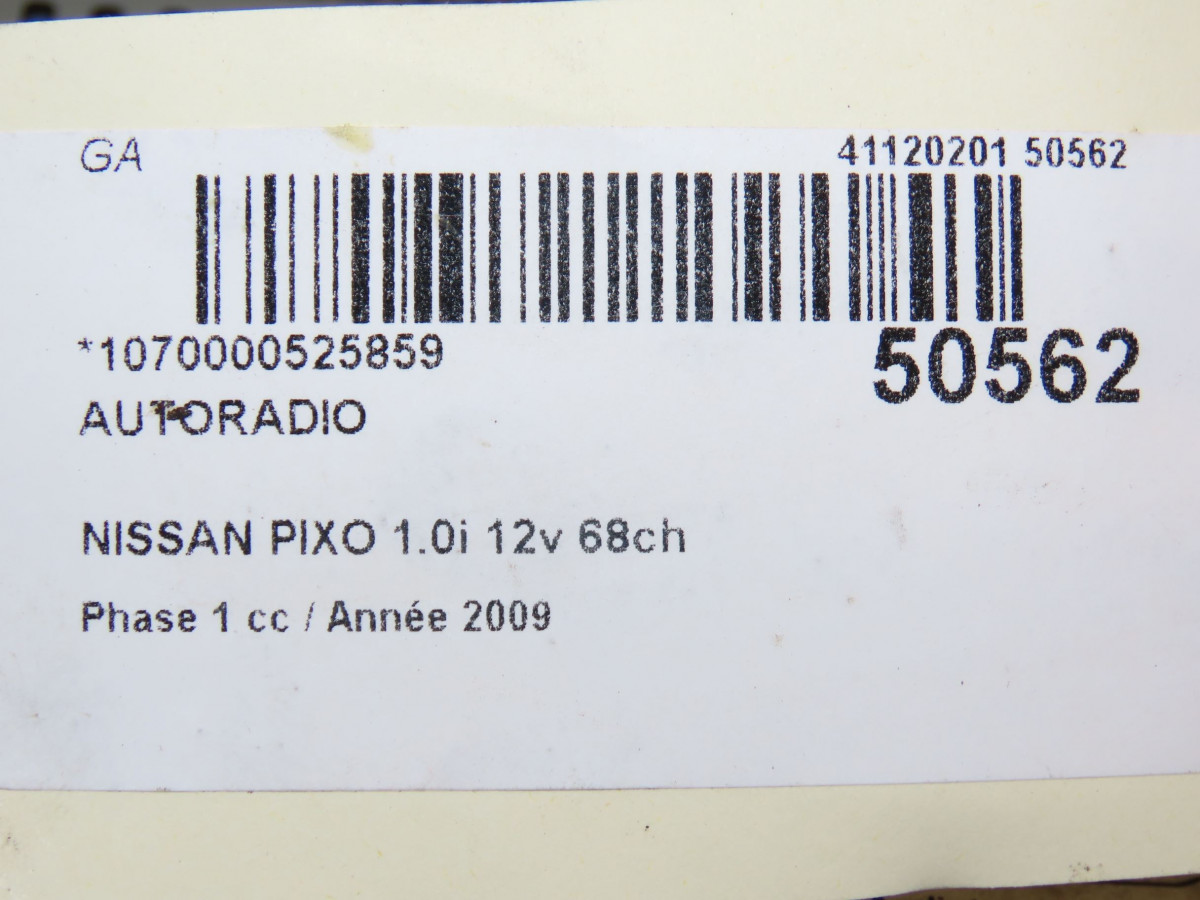 GA 41120201 50562
*1070000525859 50562
AUTORADIO
NISSAN PIXO 1.0i 12v 68ch
Phase 1 cc / Année 2009